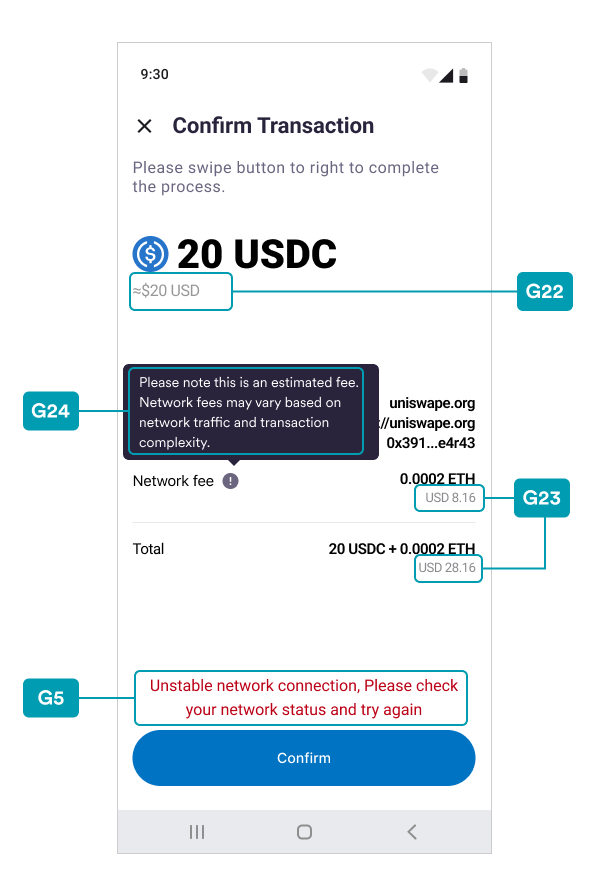 9:30
Confirm Transaction
Please swipe button to right to complete
the process.
20 USDC
≈$20 USD
G22
Please note this is an estimated fee.
Network fees may vary based on
network traffic and transaction
complexity.
G24
uniswape.org
://uniswape.org
0x391...e4r43
Network fee
0.0002 ETH
USD 8.16
G23
Total
20 USDC + 0.0002 ETH
USD 28.16
G5
Unstable network connection, Please check
your network status and try again
Confirm